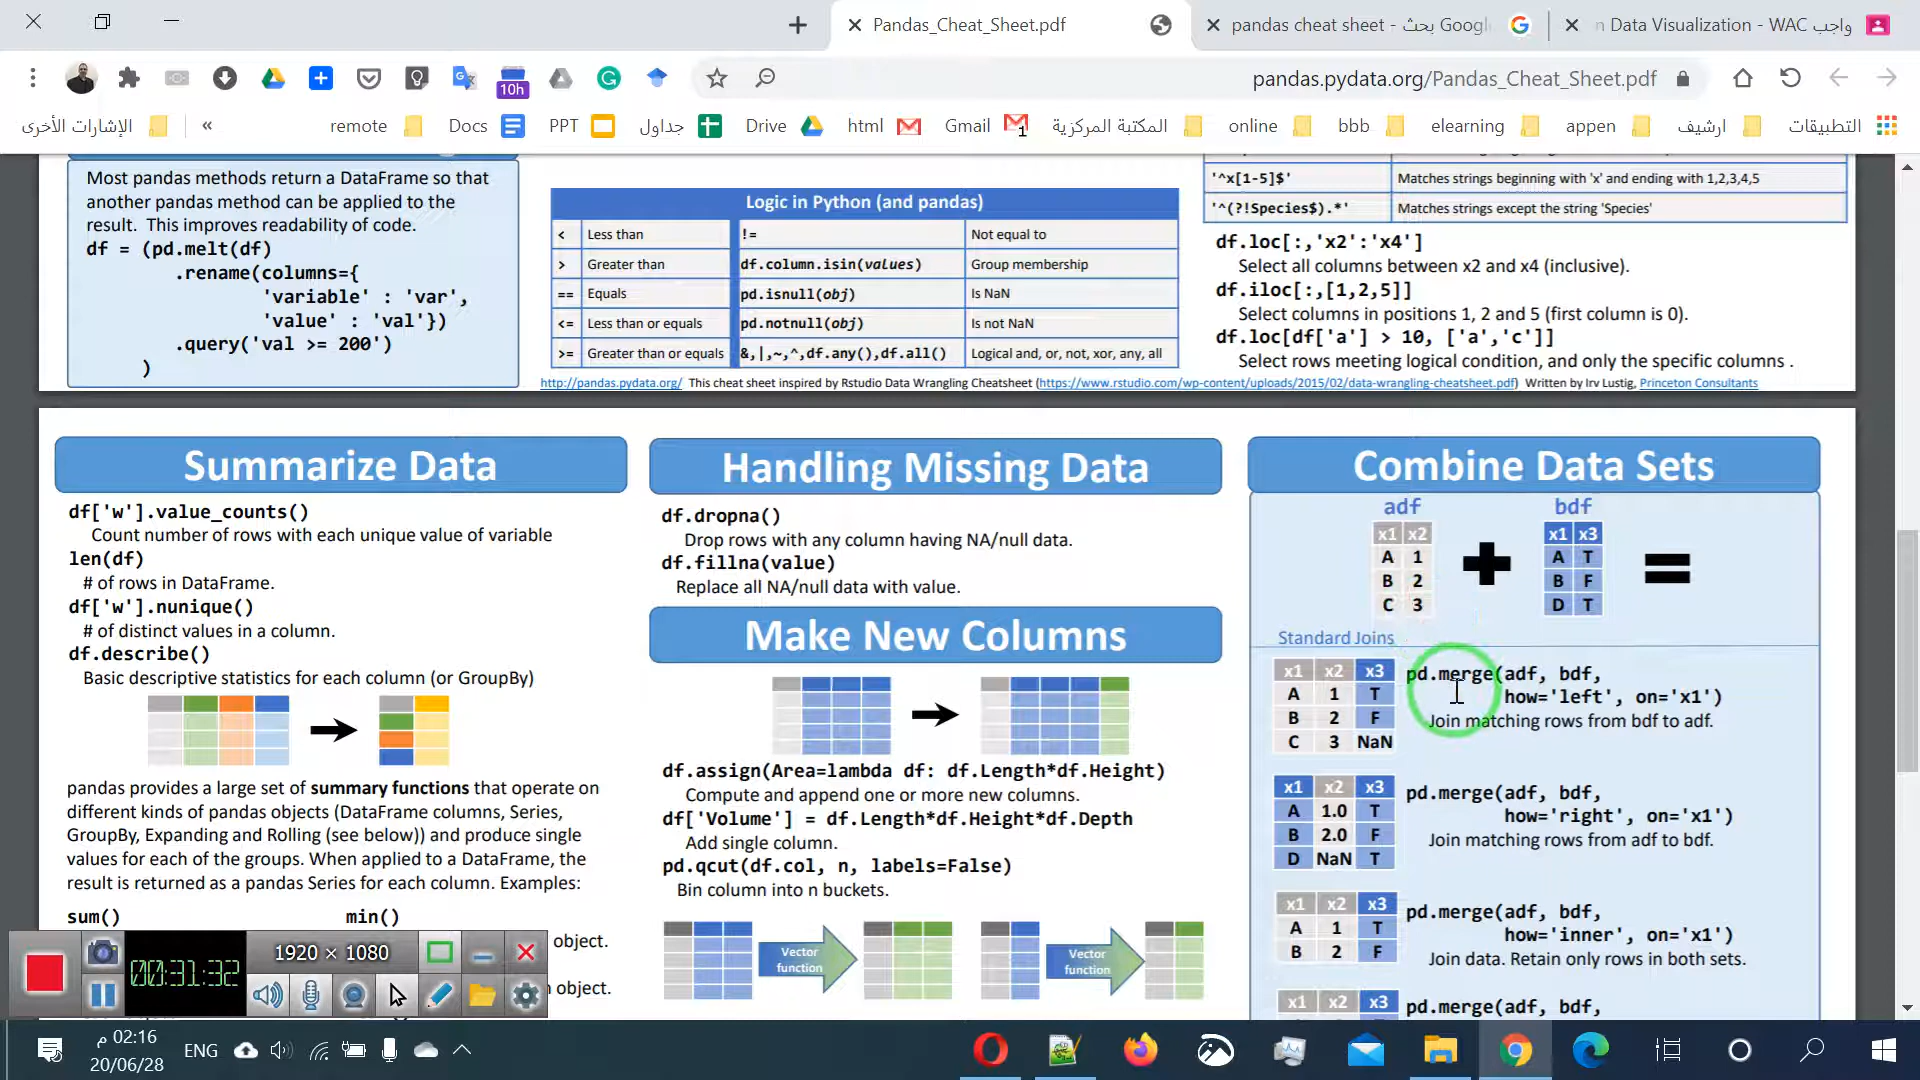 Pandas_Cheat_Sheet.pdf
pandas cheat sheet - بحث Googl
n Data Visualization - WAC واجب
10h
pandas.pydata.org/Pandas_Cheat_Sheet.pdf
الإشارات الأخرى
«
remote
Docs
PPT
جداول
Drive
html
Gmail
المكتبة المركزية
online
bbb
elearning
appen
ارشيف
التطبيقات
Most pandas methods return a DataFrame so that
another pandas method can be applied to the
result. This improves readability of code.
df = (pd.melt(df)
.rename(columns={
'variable' : 'var',
'value' : 'val'})
.query('val >= 200')
)
Logic in Python (and pandas)
< Less than != Not equal to
> Greater than df.column.isin(values) Group membership
== Equals pd.isnull(obj) Is NaN
<= Less than or equals pd.notnull(obj) Is not NaN
>= Greater than or equals &,|,~,^,df.any(),df.all() Logical and, or, not, xor, any, all
'^x[1-5]$' Matches strings beginning with 'x' and ending with 1,2,3,4,5
'^(?!Species$).*' Matches strings except the string 'Species'
df.loc[:,'x2':'x4']
Select all columns between x2 and x4 (inclusive).
df.iloc[:,[1,2,5]]
Select columns in positions 1, 2 and 5 (first column is 0).
df.loc[df['a'] > 10, ['a','c']]
Select rows meeting logical condition, and only the specific columns .
http://pandas.pydata.org/ This cheat sheet inspired by Rstudio Data Wrangling Cheatsheet (https://www.rstudio.com/wp-content/uploads/2015/02/data-wrangling-cheatsheet.pdf) Written by Irv Lustig, Princeton Consultants
Summarize Data
df['w'].value_counts()
Count number of rows with each unique value of variable
len(df)
# of rows in DataFrame.
df['w'].nunique()
# of distinct values in a column.
df.describe()
Basic descriptive statistics for each column (or GroupBy)
pandas provides a large set of summary functions that operate on
different kinds of pandas objects (DataFrame columns, Series,
GroupBy, Expanding and Rolling (see below)) and produce single
values for each of the groups. When applied to a DataFrame, the
result is returned as a pandas Series for each column. Examples:
sum() min()
object.
object.
Handling Missing Data
df.dropna()
Drop rows with any column having NA/null data.
df.fillna(value)
Replace all NA/null data with value.
Make New Columns
df.assign(Area=lambda df: df.Length*df.Height)
Compute and append one or more new columns.
df['Volume'] = df.Length*df.Height*df.Depth
Add single column.
pd.qcut(df.col, n, labels=False)
Bin column into n buckets.
Vector
function
Vector
function
Combine Data Sets
adf bdf
x1 x2 x1 x3
A 1 A T
B 2 B F
C 3 D T
Standard Joins
x1 x2 x3
A 1 T
B 2 F
C 3 NaN
pd.merge(adf, bdf,
how='left', on='x1')
Join matching rows from bdf to adf.
x1 x2 x3
A 1.0 T
B 2.0 F
D NaN T
pd.merge(adf, bdf,
how='right', on='x1')
Join matching rows from adf to bdf.
x1 x2 x3
A 1 T
B 2 F
pd.merge(adf, bdf,
how='inner', on='x1')
Join data. Retain only rows in both sets.
x1 x2 x3
pd.merge(adf, bdf,
1920 × 1080
00:31:32
02:16 م
20/06/28
ENG